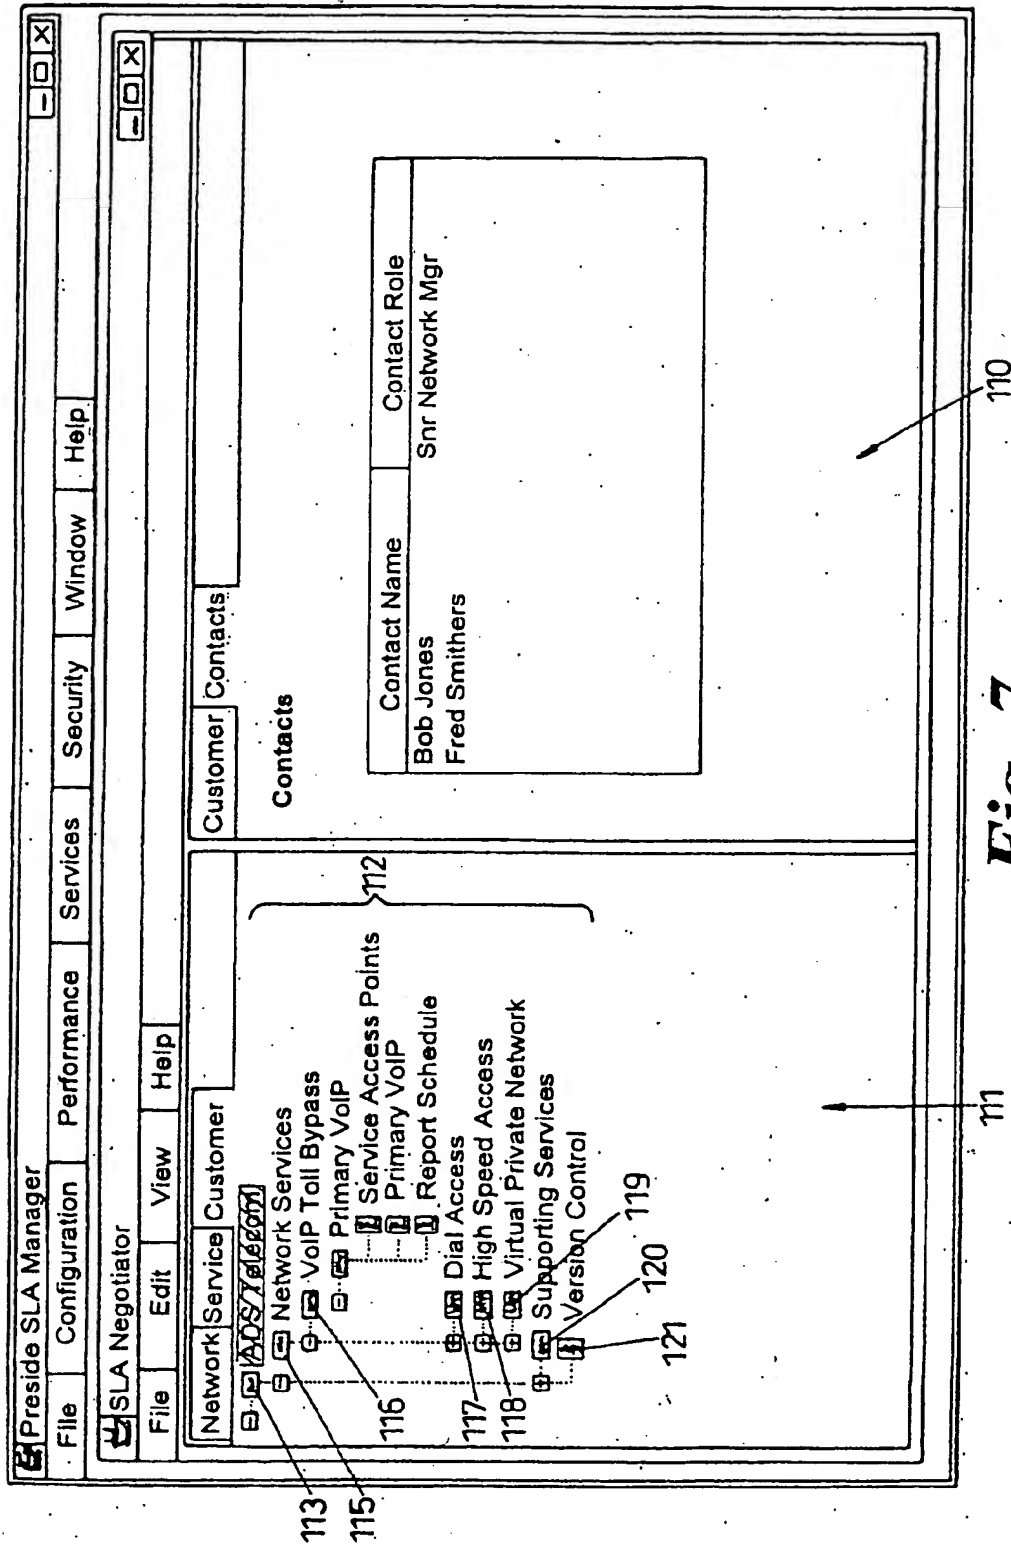 Preside SLA Manager
File Configuration Performance Services Security Window Help
SLA Negotiator
File Edit View Help
Network Service Customer
ADS Telecom
Network Services
VoIP Toll Bypass
Primary VoIP
Service Access Points
Primary VoIP
Report Schedule
Dial Access
High Speed Access
Virtual Private Network
Supporting Services
Version Control
112
113
115
116
117
118
119
120
121
111
Customer Contacts
Contacts
Contact Name Contact Role
Bob Jones Snr Network Mgr
Fred Smithers
110
Fig. 7